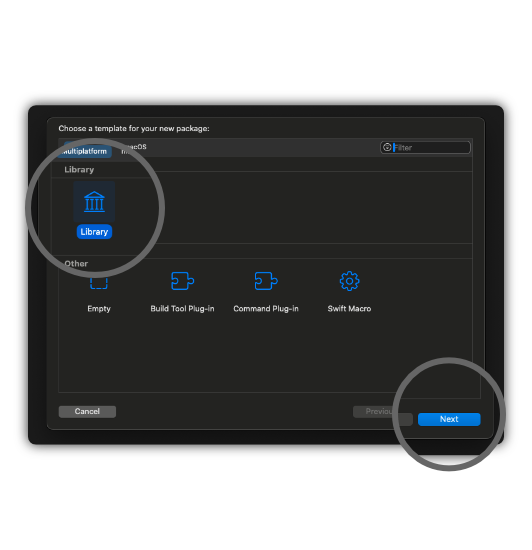 Choose a template for your new package:
Multiplatform macOS Filter
Library
Library
Other
Empty Build Tool Plug-in Command Plug-in Swift Macro
Cancel Previous Next